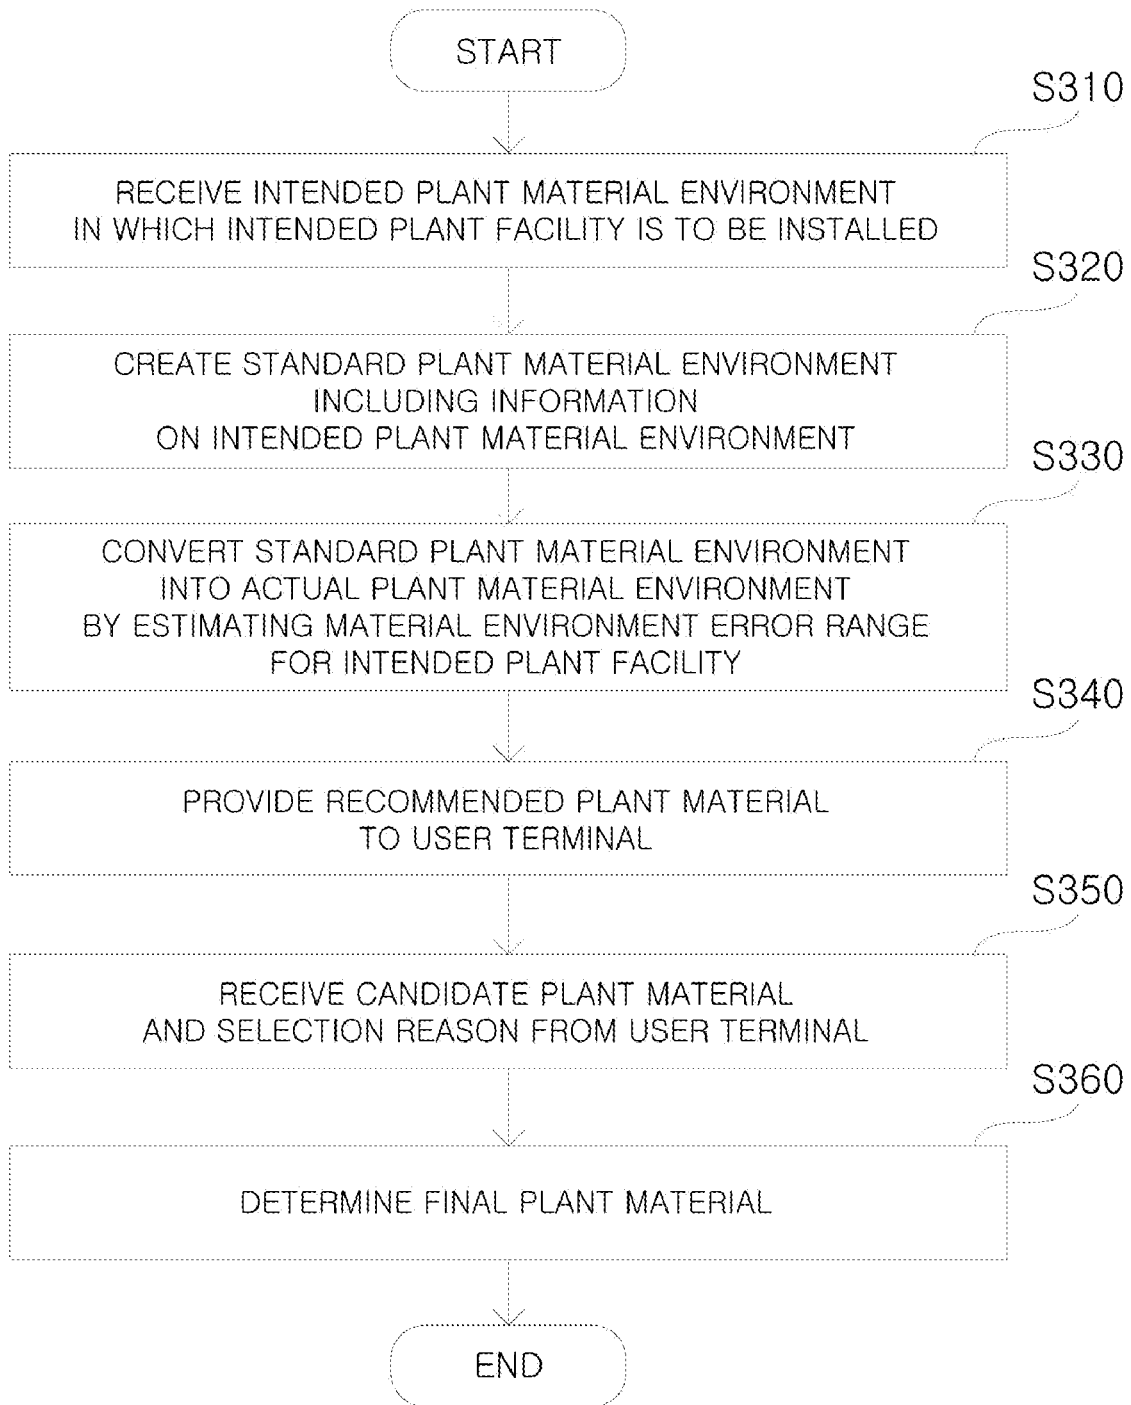 START
S310
RECEIVE INTENDED PLANT MATERIAL ENVIRONMENT
IN WHICH INTENDED PLANT FACILITY IS TO BE INSTALLED
S320
CREATE STANDARD PLANT MATERIAL ENVIRONMENT
INCLUDING INFORMATION
ON INTENDED PLANT MATERIAL ENVIRONMENT
S330
CONVERT STANDARD PLANT MATERIAL ENVIRONMENT
INTO ACTUAL PLANT MATERIAL ENVIRONMENT
BY ESTIMATING MATERIAL ENVIRONMENT ERROR RANGE
FOR INTENDED PLANT FACILITY
S340
PROVIDE RECOMMENDED PLANT MATERIAL
TO USER TERMINAL
S350
RECEIVE CANDIDATE PLANT MATERIAL
AND SELECTION REASON FROM USER TERMINAL
S360
DETERMINE FINAL PLANT MATERIAL
END